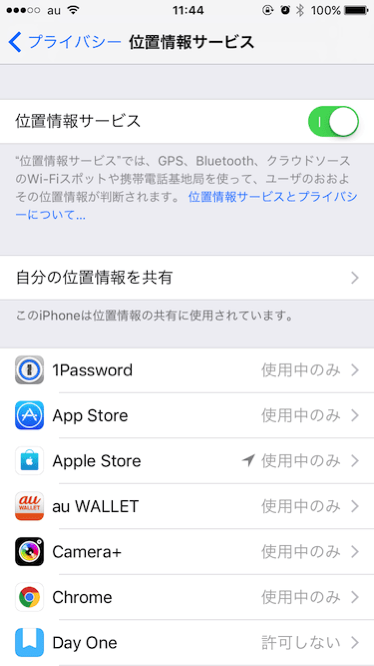 au 11:44 100%
プライバシー 位置情報サービス
位置情報サービス
“位置情報サービス”では、GPS、Bluetooth、クラウドソース
のWi-Fiスポットや携帯電話基地局を使って、ユーザのおおよ
その位置情報が判断されます。 位置情報サービスとプライバシ
ーについて...
自分の位置情報を共有
このiPhoneは位置情報の共有に使用されています。
1Password 使用中のみ
App Store 使用中のみ
Apple Store 使用中のみ
au WALLET
au WALLET 使用中のみ
Camera+ 使用中のみ
Chrome 使用中のみ
Day One 許可しない